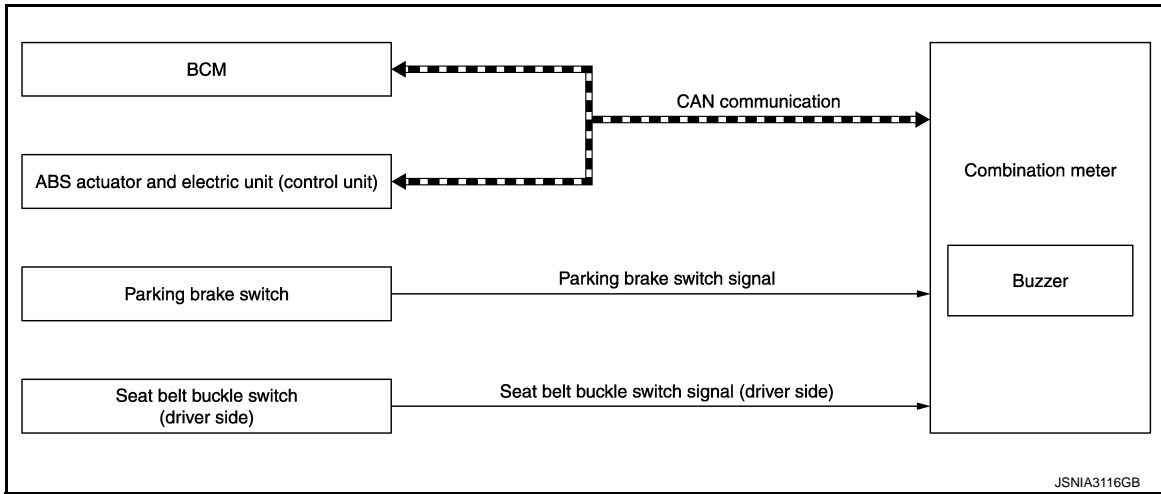 BCM
CAN communication
ABS actuator and electric unit (control unit)
Combination meter
Parking brake switch
Parking brake switch signal
Buzzer
Seat belt buckle switch
(driver side)
Seat belt buckle switch signal (driver side)
JSNIA3116GB